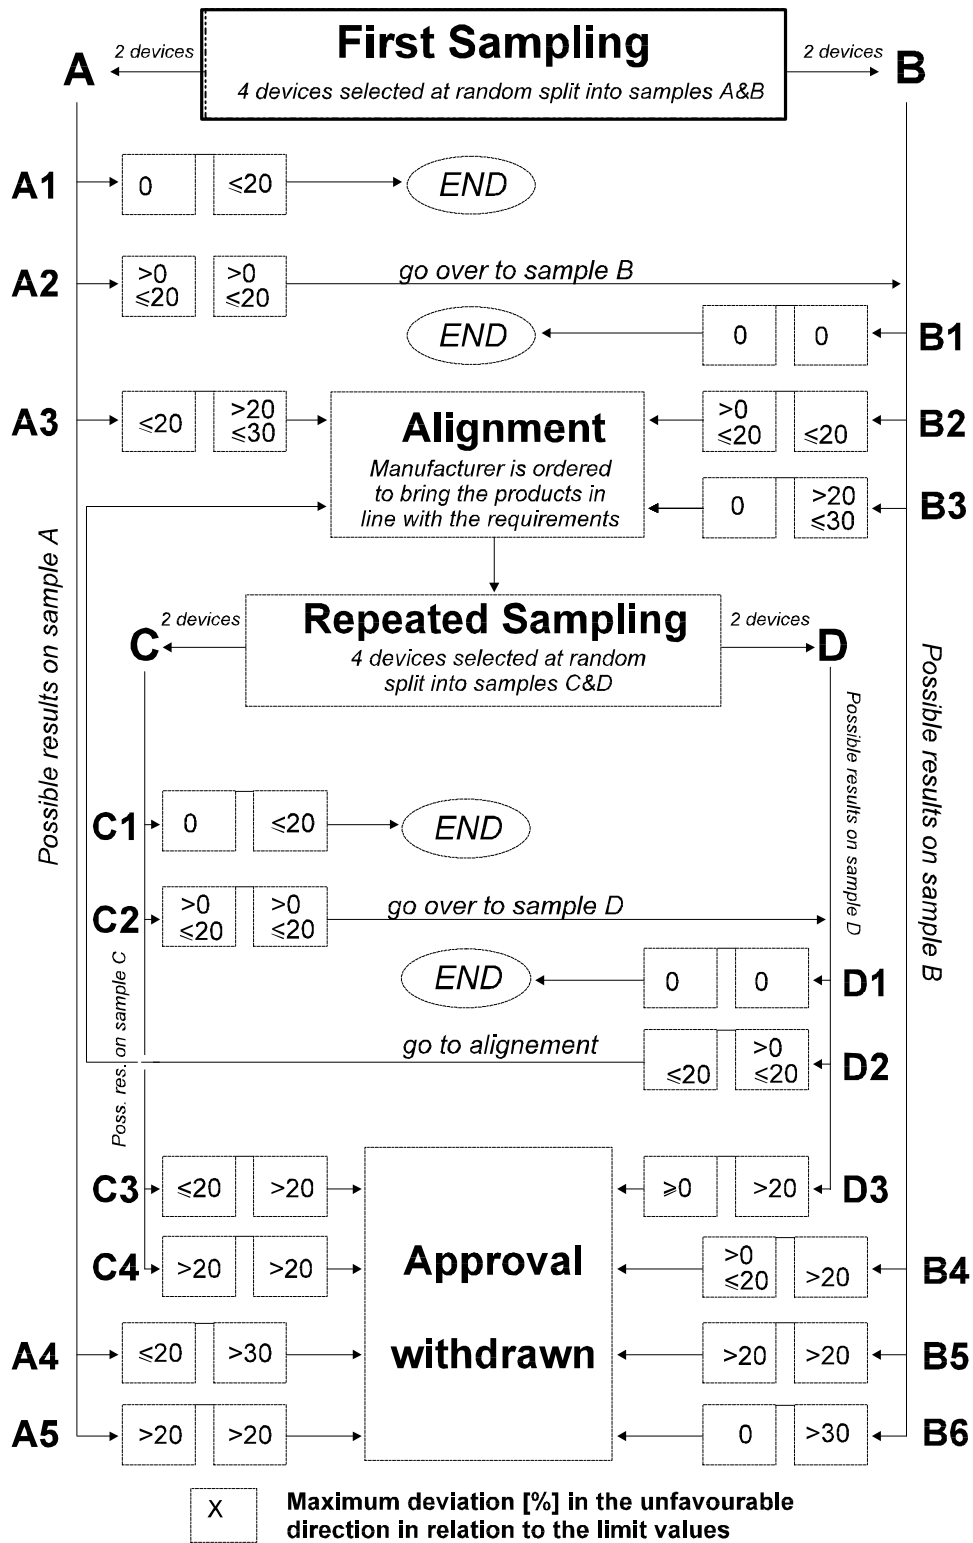 First Sampling
4 devices selected at random split into samples A&B
2 devices
A
2 devices
B
A1
0
≤20
END
A2
>0
≤20
>0
≤20
go over to sample B
END
0
0
B1
A3
≤20
>20
≤30
Alignment
Manufacturer is ordered
to bring the products in
line with the requirements
>0
≤20
≤20
B2
0
>20
≤30
B3
Possible results on sample A
Possible results on sample B
2 devices
C
Repeated Sampling
4 devices selected at random
split into samples C&D
2 devices
D
Possible results on sample D
C1
0
≤20
END
C2
>0
≤20
>0
≤20
go over to sample D
Poss. res. on sample C
END
0
0
D1
go to alignement
≤20
>0
≤20
D2
C3
≤20
>20
Approval
withdrawn
≥0
>20
D3
C4
>20
>20
>0
≤20
>20
B4
A4
≤20
>30
>20
>20
B5
A5
>20
>20
0
>30
B6
X
Maximum deviation [%] in the unfavourable
direction in relation to the limit values